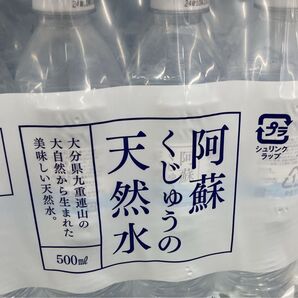 阿蘇
くじゅうの
天然水
大分県九重連山の
大自然から生まれた
美味しい天然水。
500㎖
プラ
シュリンク
ラップ